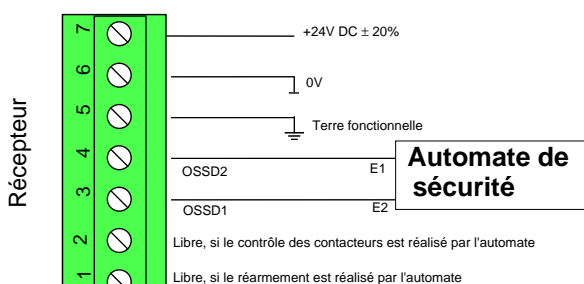 Récepteur
7
+24V DC ± 20%
6
0V
5
Terre fonctionnelle
4
OSSD2
E1
Automate de
sécurité
3
OSSD1
E2
2
Libre, si le contrôle des contacteurs est réalisé par l'automate
1
Libre, si le réarmement est réalisé par l'automate